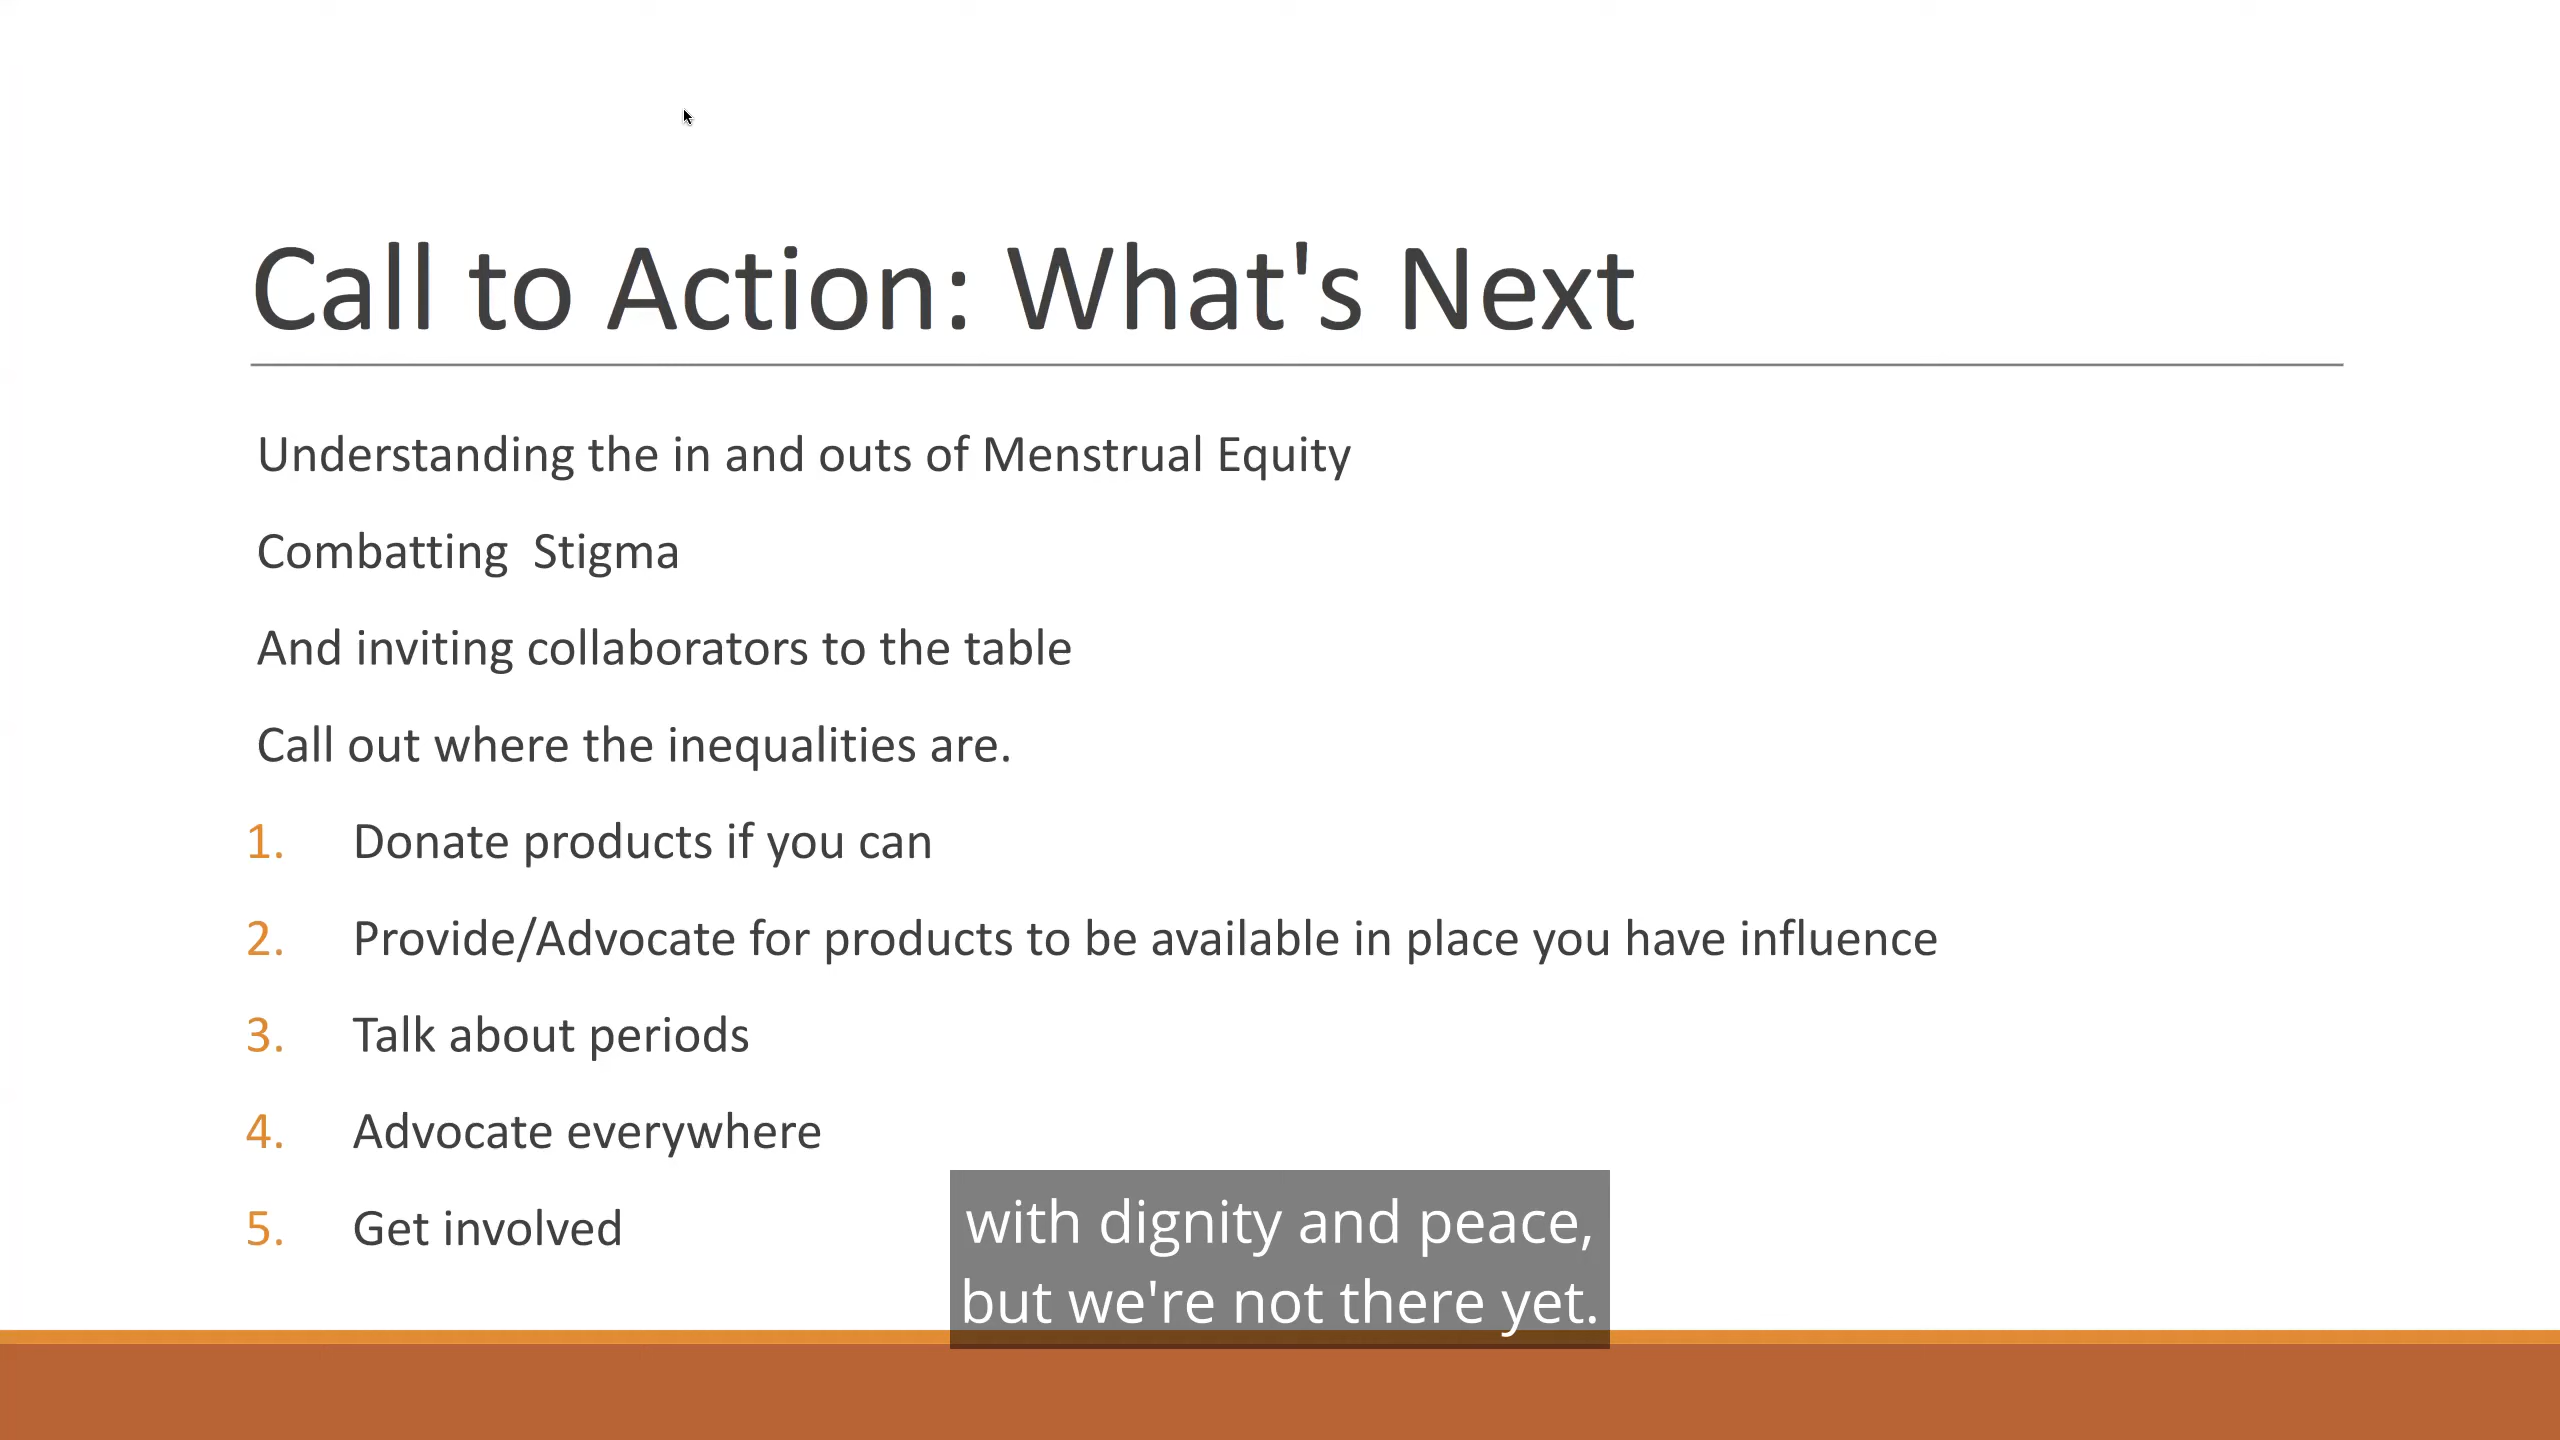 Call to Action: What's Next
Understanding the in and outs of Menstrual Equity
Combatting  Stigma
And inviting collaborators to the table
Call out where the inequalities are.
1. Donate products if you can
2. Provide/Advocate for products to be available in place you have influence
3. Talk about periods
4. Advocate everywhere
5. Get involved
with dignity and peace,
but we're not there yet.